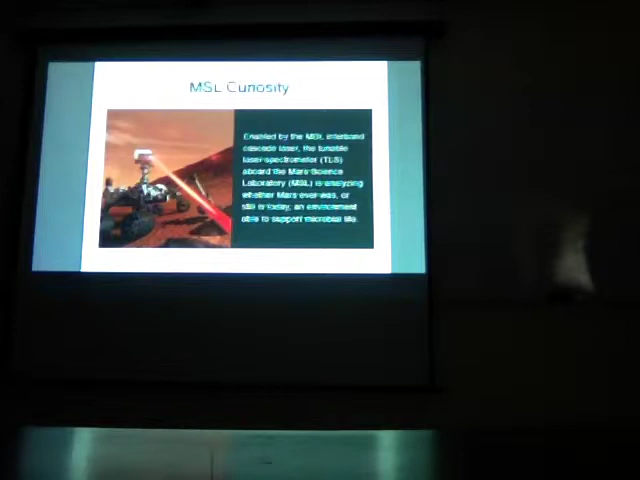 MSL Curiosity
Enabled by the MSL interband
cascade laser, the tunable
laser spectrometer (TLS)
aboard the Mars Science
Laboratory (MSL) is analyzing
whether Mars ever was, or
still is today, an environment
able to support microbial life.